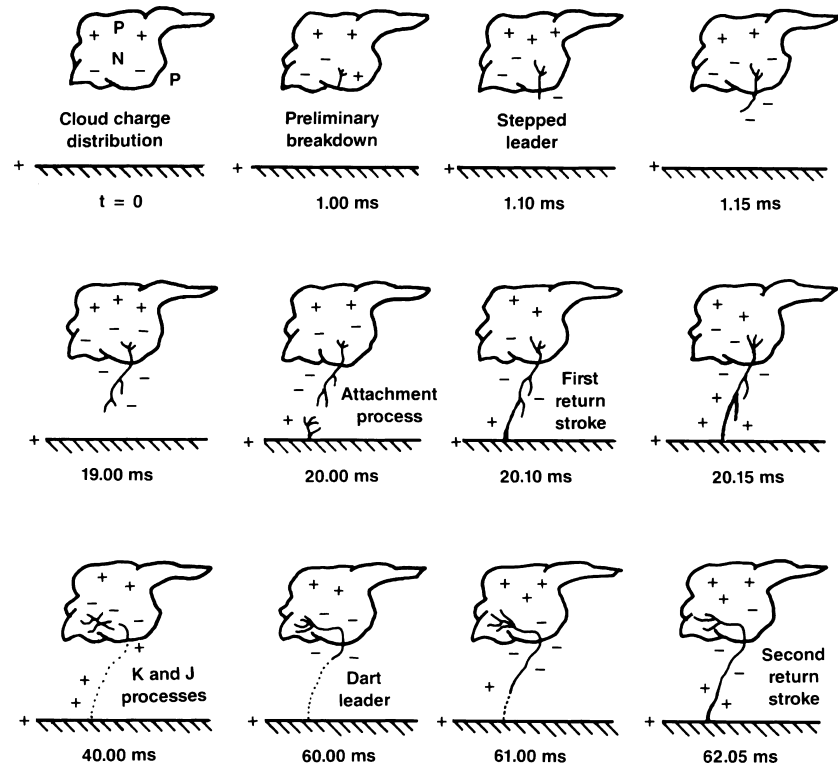 P
N
P
Cloud charge
distribution
t = 0
Preliminary
breakdown
1.00 ms
Stepped
leader
1.10 ms
1.15 ms
19.00 ms
Attachment
process
20.00 ms
First
return
stroke
20.10 ms
20.15 ms
K and J
processes
40.00 ms
Dart
leader
60.00 ms
61.00 ms
Second
return
stroke
62.05 ms